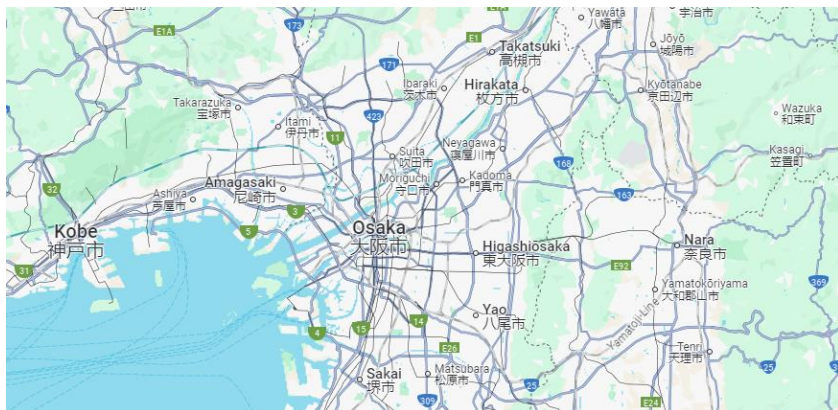 Yawata
八幡市
宇治市
E1A
173
E1
Takatsuki
高槻市
Jōyō
城陽市
171
Ibaraki
茨木市
Hirakata
枚方市
Kyōtanabe
京田辺市
Takarazuka
宝塚市
Itami
伊丹市
423
11
Wazuka
和束町
Neyagawa
寝屋川市
Suita
吹田市
Kasagi
笠置町
168
163
Moriguchi
守口市
Kadoma
門真市
32
Ashiya
芦屋市
Amagasaki
尼崎市
3
5
Kobe
神戸市
Osaka
大阪市
Higashiosaka
東大阪市
Nara
奈良市
E92
31
369
Yamatokōriyama
大和郡山市
Yao
八尾市
4
15
14
Yamatoji-Line
E26
Tenri
天理市
Sakai
堺市
Matsubara
松原市
25
25
309
E24